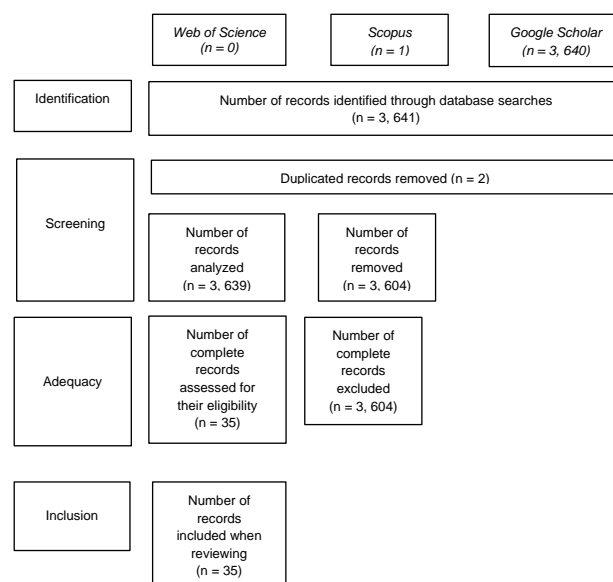 Web of Science
(n = 0)
Scopus
(n = 1)
Google Scholar
(n = 3, 640)
Identification
Number of records identified through database searches
(n = 3, 641)
Duplicated records removed (n = 2)
Screening
Number of
records
analyzed
(n = 3, 639)
Number of
records
removed
(n = 3, 604)
Adequacy
Number of
complete
records
assessed for
their eligibility
(n = 35)
Number of
complete
records
excluded
(n = 3, 604)
Inclusion
Number of
records
included when
reviewing
(n = 35)